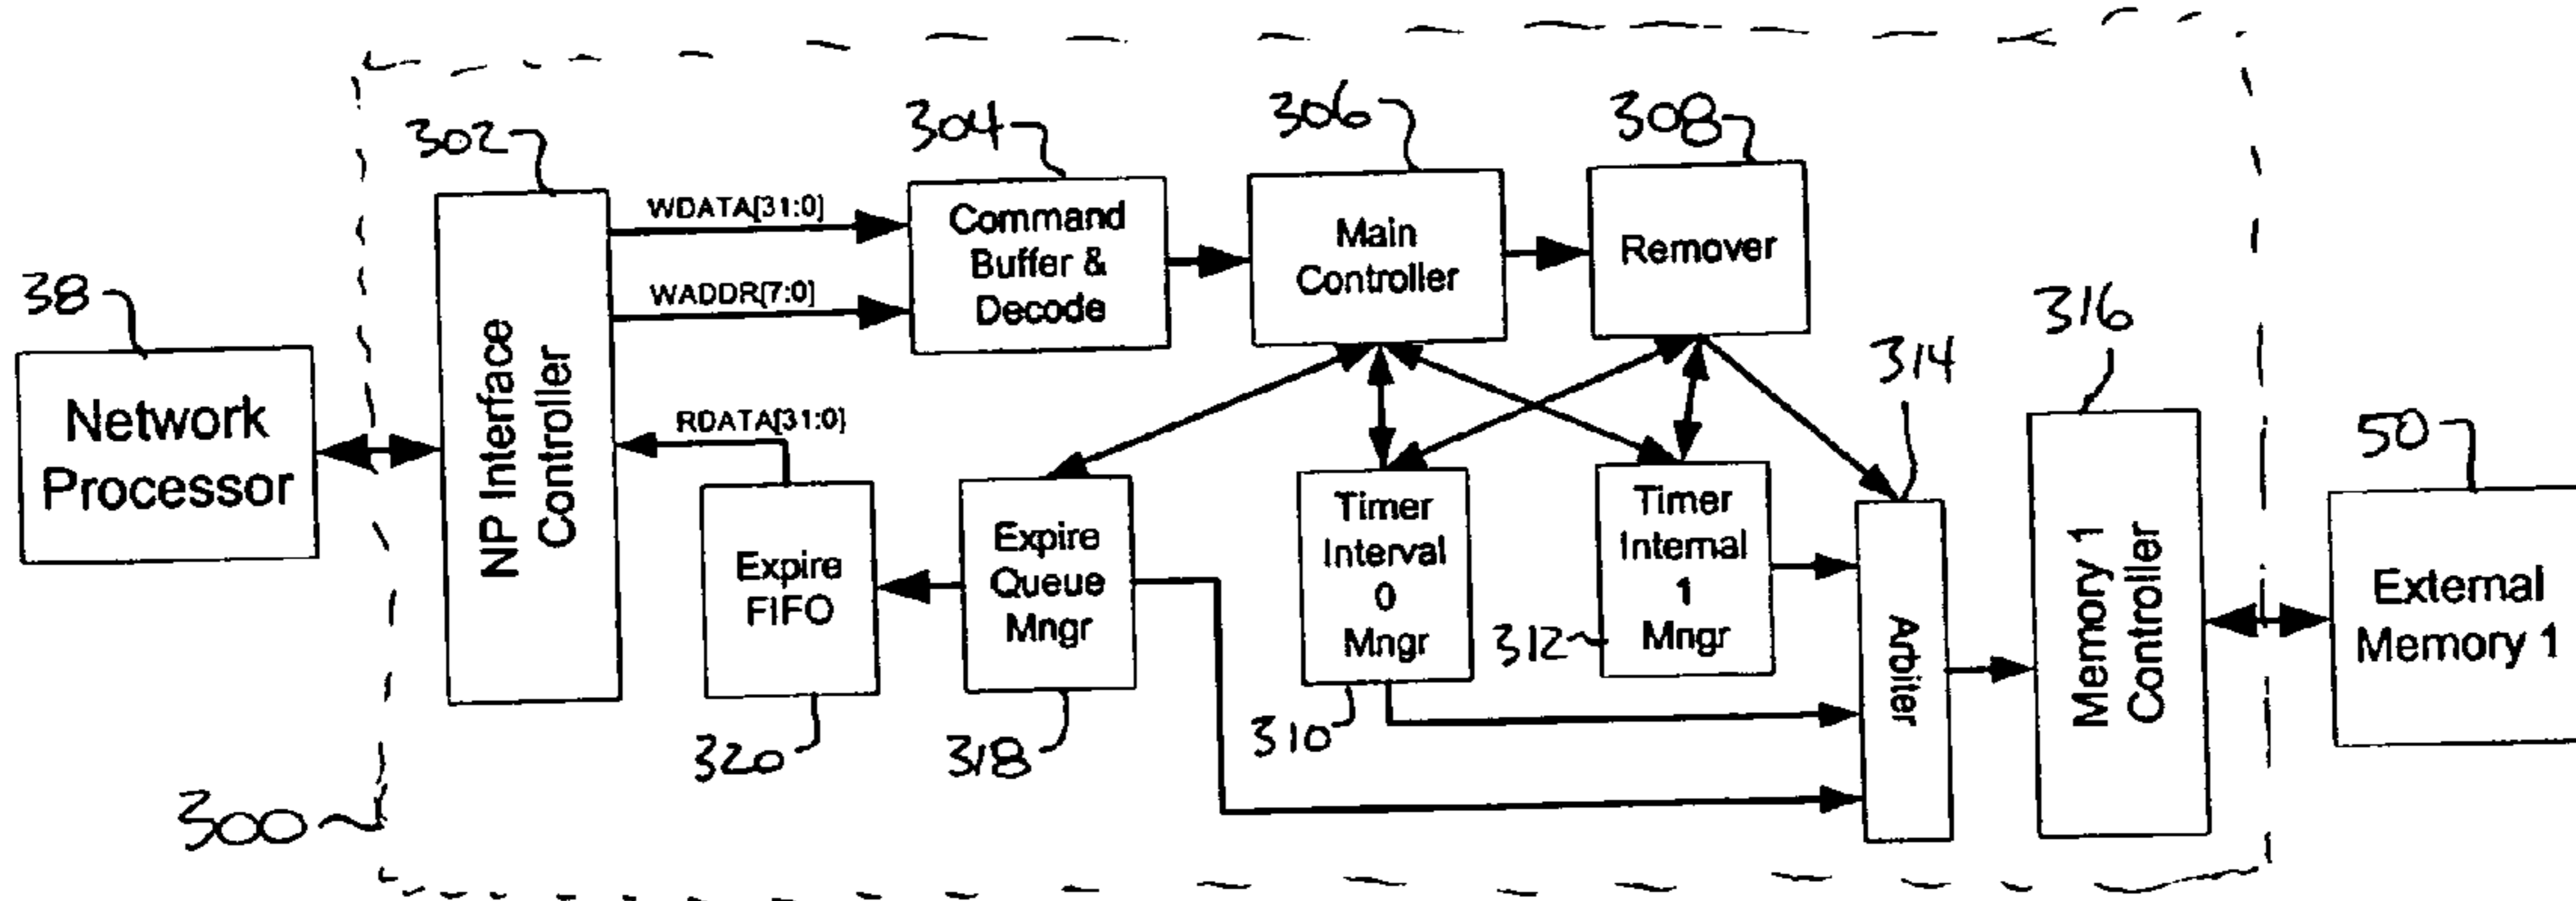 38
Network
Processor
300
302
NP Interface
Controller
WDATA[31:0]
WADDR[7:0]
RDATA[31:0]
304
Command
Buffer &
Decode
306
Main
Controller
308
Remover
Expire
FIFO
320
Expire
Queue
Mngr
318
Timer
Interval
0
Mngr
310
Timer
Internal
1
Mngr
312
314
Arbiter
316
Memory 1
Controller
50
External
Memory 1